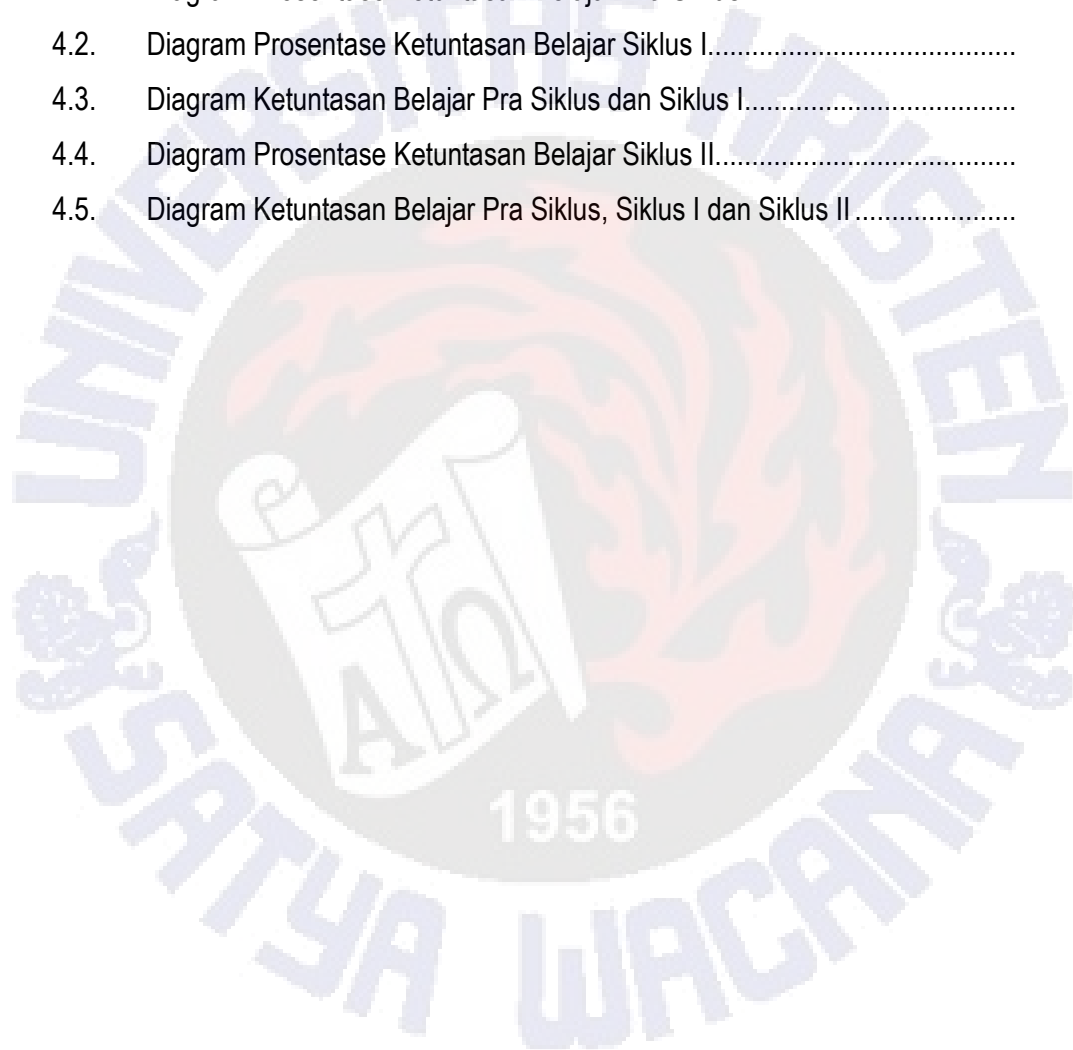 4.2. Diagram Prosentase Ketuntasan Belajar Siklus I..........................................
4.3. Diagram Ketuntasan Belajar Pra Siklus dan Siklus I.....................................
4.4. Diagram Prosentase Ketuntasan Belajar Siklus II.........................................
4.5. Diagram Ketuntasan Belajar Pra Siklus, Siklus I dan Siklus II......................
UNIVERSITAS KRISTEN
ΑΩ
1956
SATYA WACANA